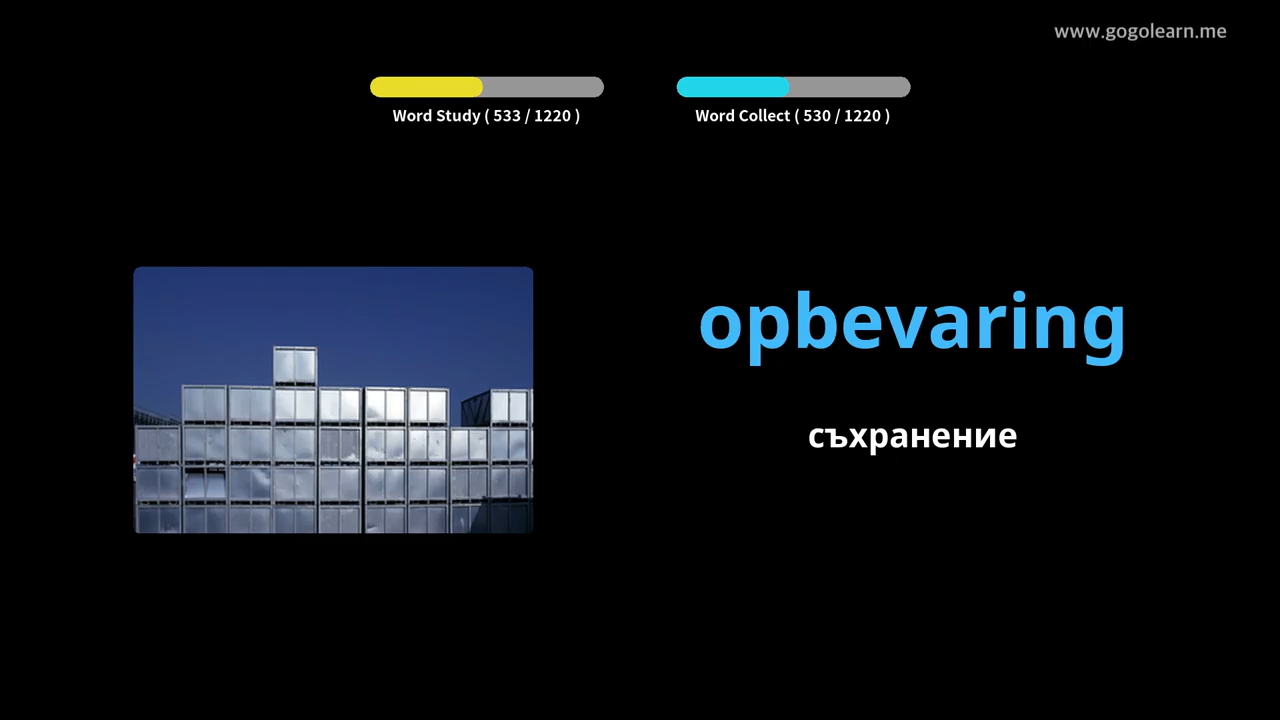 www.gogolearn.me
Word Study ( 533 / 1220 )
Word Collect ( 530 / 1220 )
opbevaring
съхранение